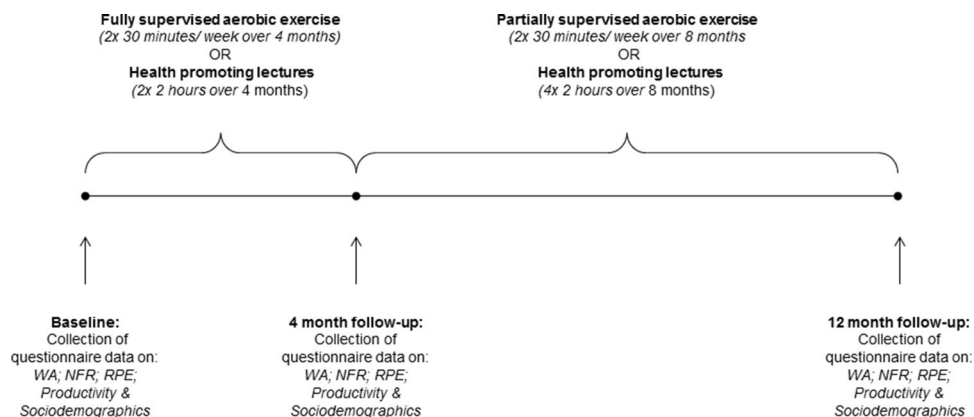 Fully supervised aerobic exercise
(2x 30 minutes/ week over 4 months)
OR
Health promoting lectures
(2x 2 hours over 4 months)
Partially supervised aerobic exercise
(2x 30 minutes/ week over 8 months
OR
Health promoting lectures
(4x 2 hours over 8 months)
Baseline:
Collection of
questionnaire data on:
WA; NFR; RPE;
Productivity &
Sociodemographics
4 month follow-up:
Collection of
questionnaire data on:
WA; NFR; RPE;
Productivity &
Sociodemographics
12 month follow-up:
Collection of
questionnaire data on:
WA; NFR; RPE;
Productivity &
Sociodemographics